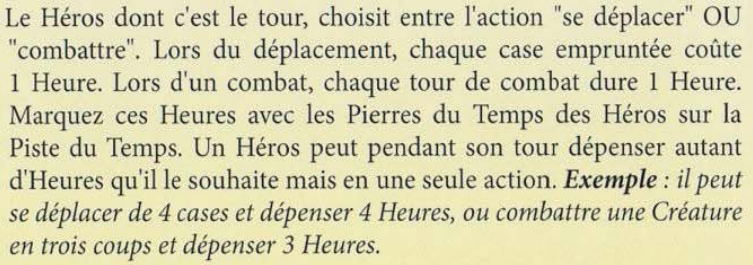 Le Héros dont c'est le tour, choisit entre l'action "se déplacer" OU
"combattre". Lors du déplacement, chaque case empruntée coûte
1 Heure. Lors d'un combat, chaque tour de combat dure 1 Heure.
Marquez ces Heures avec les Pierres du Temps des Héros sur la
Piste du Temps. Un Héros peut pendant son tour dépenser autant
d'Heures qu'il le souhaite mais en une seule action. Exemple : il peut
se déplacer de 4 cases et dépenser 4 Heures, ou combattre une Créature
en trois coups et dépenser 3 Heures.